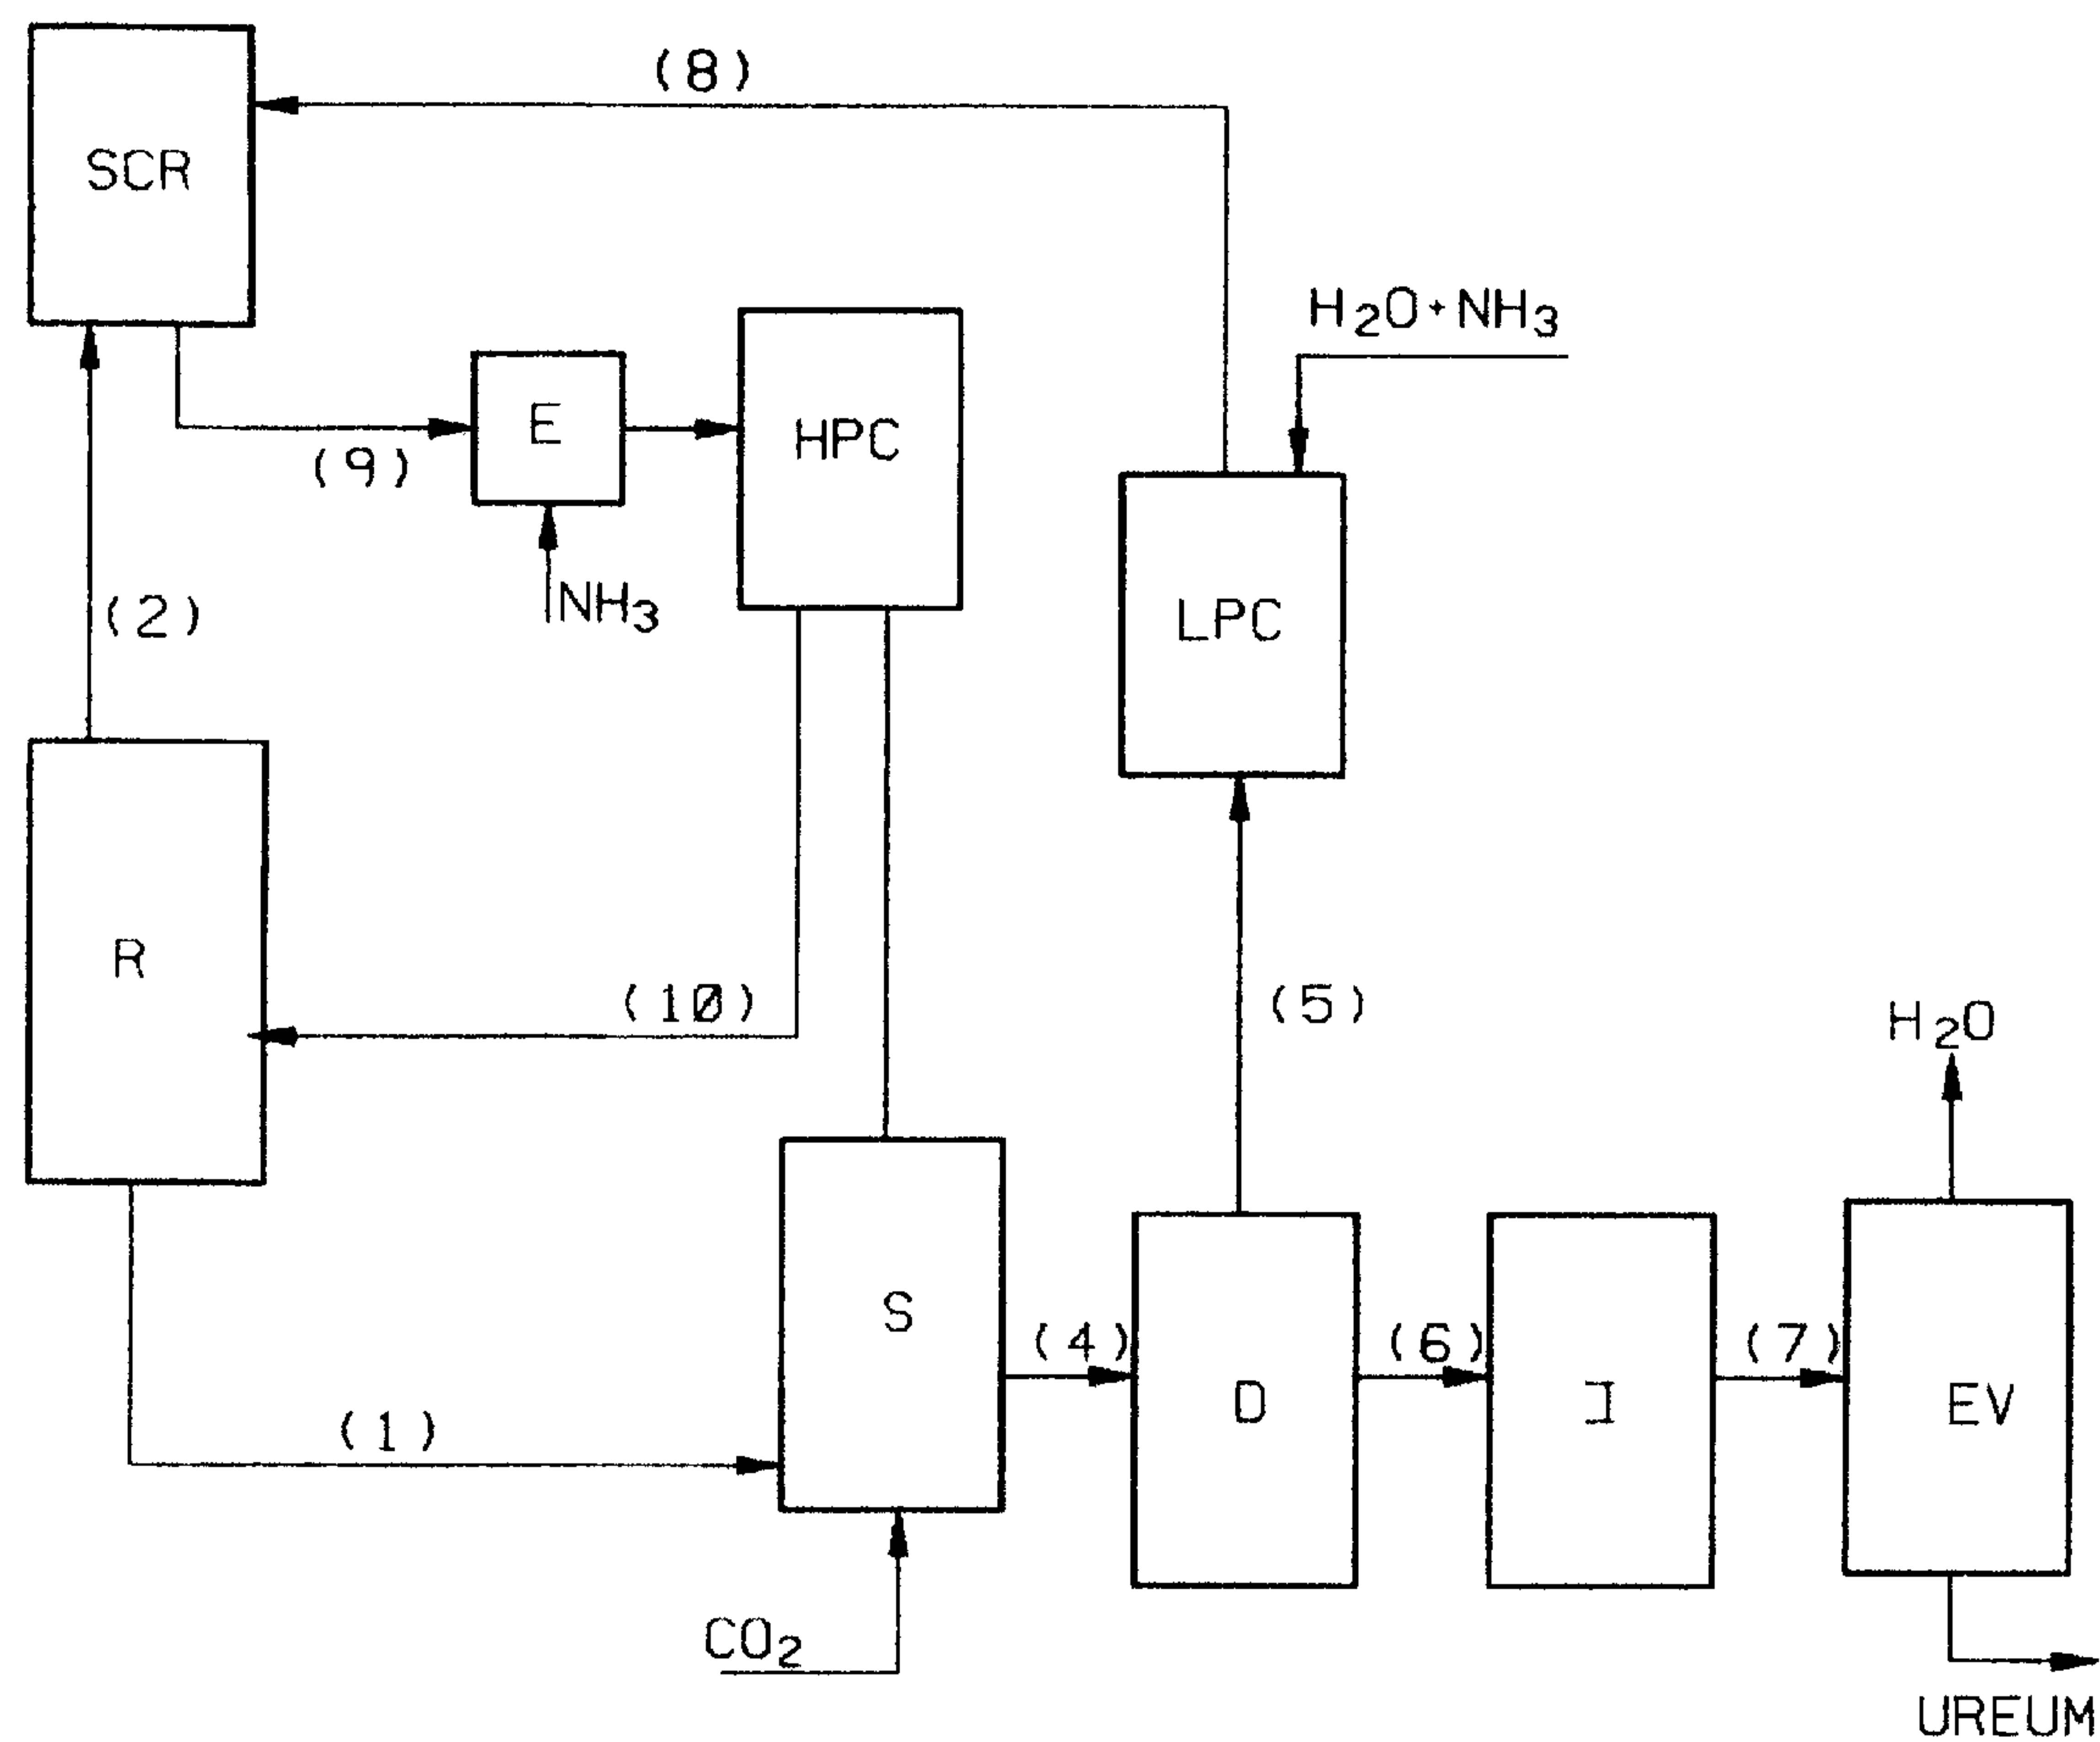 (8)
SCR
H2O+NH3
E
HPC
(9)
NH3
(2)
LPC
R
(10)
(5)
H2O
S
(4)
(6)
(7)
D
I
EV
(1)
CO2
UREUM